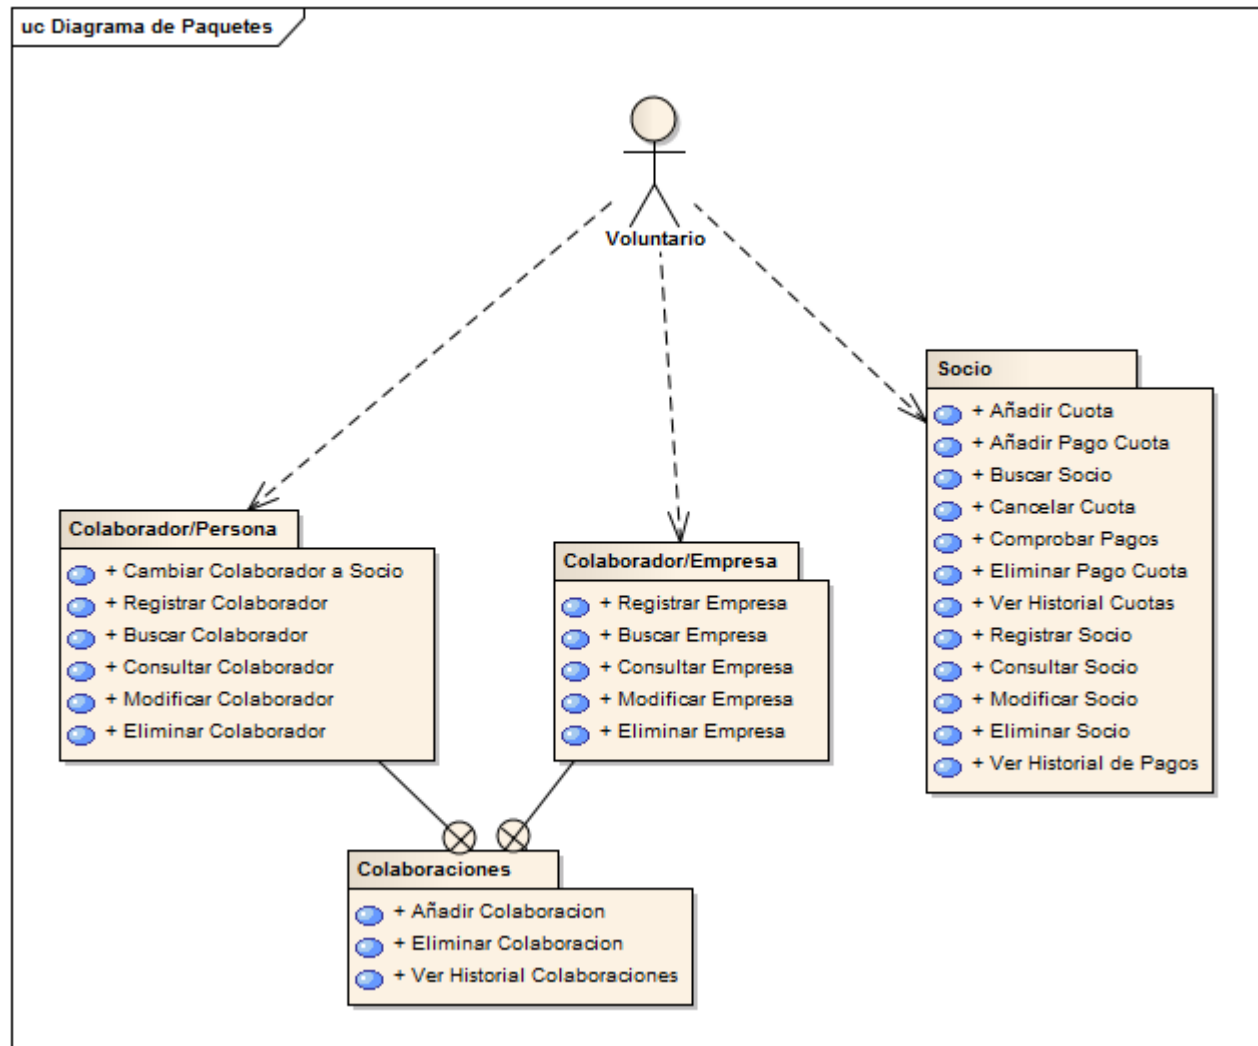 uc Diagrama de Paquetes
Voluntario
Socio
+ Añadir Cuota
+ Añadir Pago Cuota
+ Buscar Socio
+ Cancelar Cuota
+ Comprobar Pagos
+ Eliminar Pago Cuota
+ Ver Historial Cuotas
+ Registrar Socio
+ Consultar Socio
+ Modificar Socio
+ Eliminar Socio
+ Ver Historial de Pagos
Colaborador/Persona
+ Cambiar Colaborador a Socio
+ Registrar Colaborador
+ Buscar Colaborador
+ Consultar Colaborador
+ Modificar Colaborador
+ Eliminar Colaborador
Colaborador/Empresa
+ Registrar Empresa
+ Buscar Empresa
+ Consultar Empresa
+ Modificar Empresa
+ Eliminar Empresa
Colaboraciones
+ Añadir Colaboracion
+ Eliminar Colaboracion
+ Ver Historial Colaboraciones